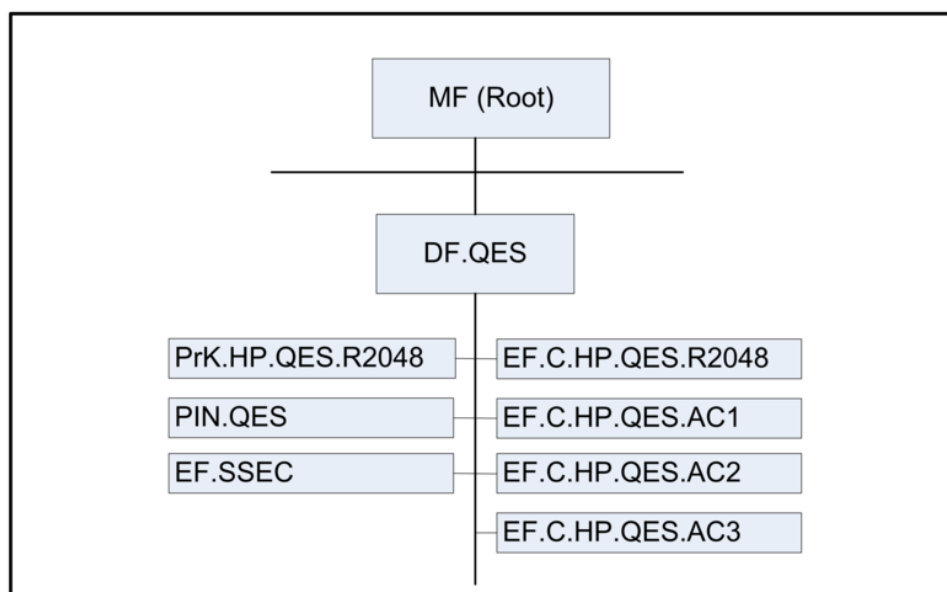 MF (Root)
DF.QES
PrK.HP.QES.R2048
EF.C.HP.QES.R2048
PIN.QES
EF.C.HP.QES.AC1
EF.SSEC
EF.C.HP.QES.AC2
EF.C.HP.QES.AC3